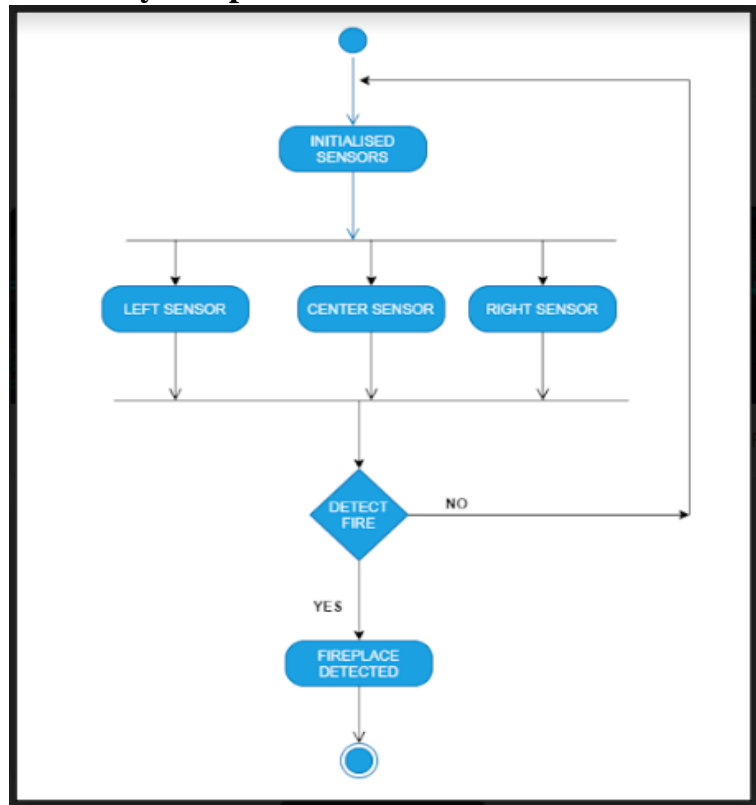 INITIALISED
SENSORS
LEFT SENSOR
CENTER SENSOR
RIGHT SENSOR
DETECT
FIRE
NO
YES
FIREPLACE
DETECTED